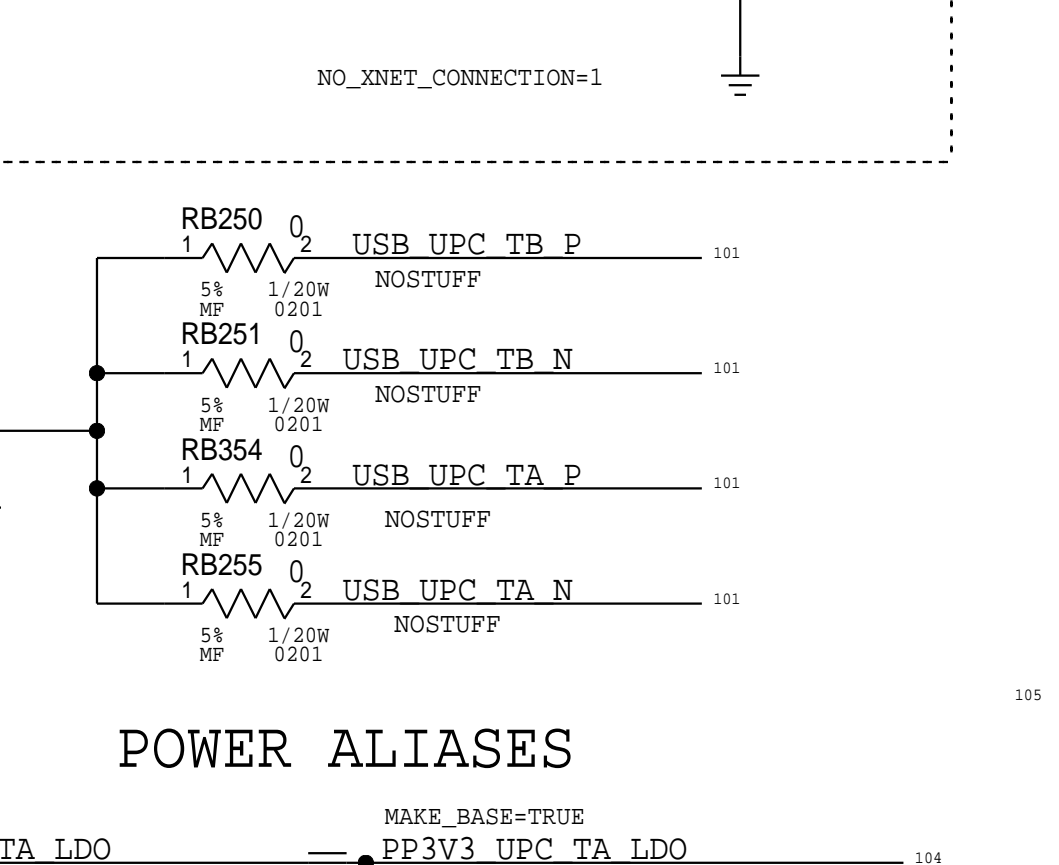 NO_XNET_CONNECTION=1
RB250 0
1 2 USB_UPC_TB_P 101
NOSTUFF
5% 1/20W
MF 0201
RB251 0
1 2 USB_UPC_TB_N 101
NOSTUFF
5% 1/20W
MF 0201
RB354 0
1 2 USB_UPC_TA_P 101
NOSTUFF
5% 1/20W
MF 0201
RB255 0
1 2 USB_UPC_TA_N 101
NOSTUFF
5% 1/20W
MF 0201
105
POWER ALIASES
MAKE_BASE=TRUE
TA_LDO PP3V3_UPC_TA_LDO 104